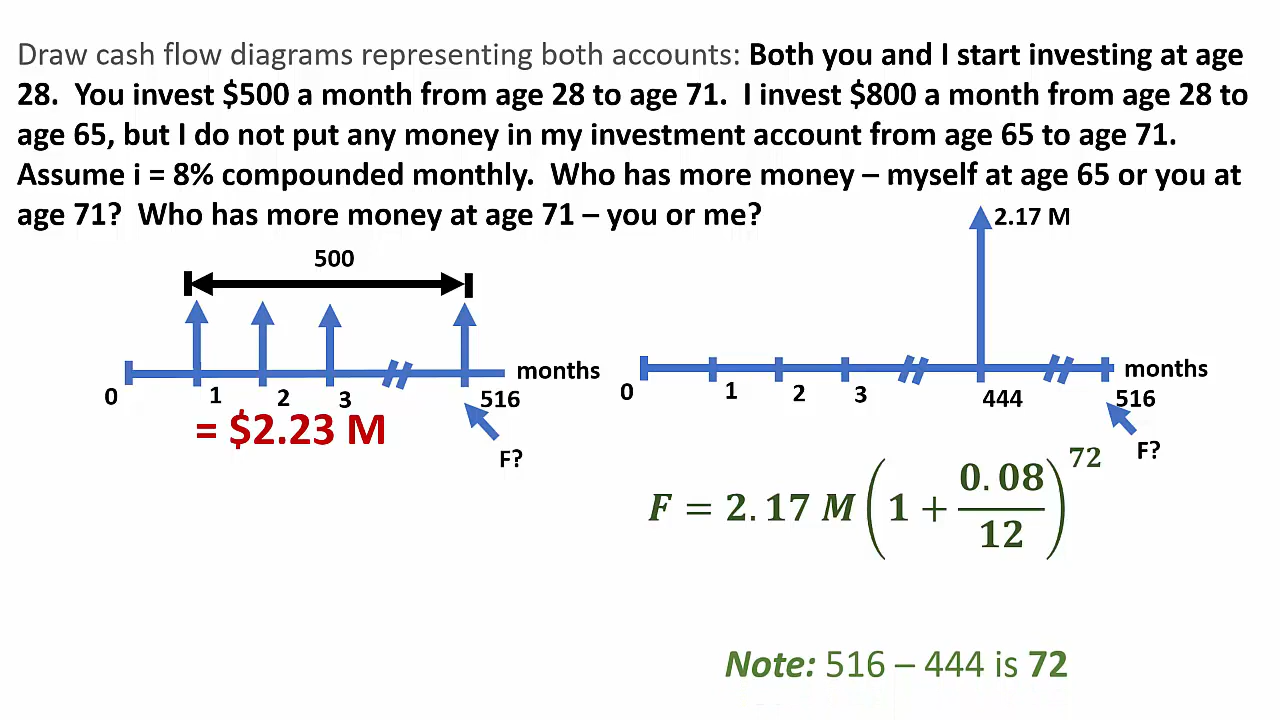 Draw cash flow diagrams representing both accounts: Both you and I start investing at age
28. You invest $500 a month from age 28 to age 71. I invest $800 a month from age 28 to
age 65, but I do not put any money in my investment account from age 65 to age 71.
Assume i = 8% compounded monthly. Who has more money – myself at age 65 or you at
age 71? Who has more money at age 71 – you or me?
500
0
1
2
3
516
months
= $2.23 M
F?
2.17 M
0
1
2
3
444
516
months
F?
F = 2.17 M (1 + 0.08/12)^72
Note: 516 – 444 is 72